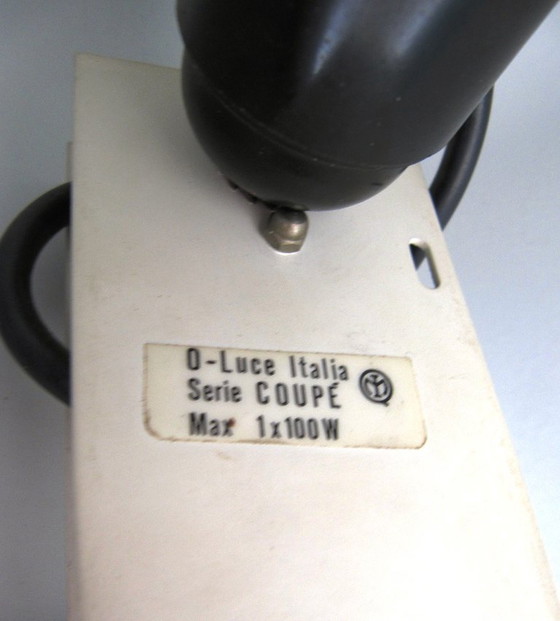 O-Luce Italia
Serie COUPÉ
Max 1x100W